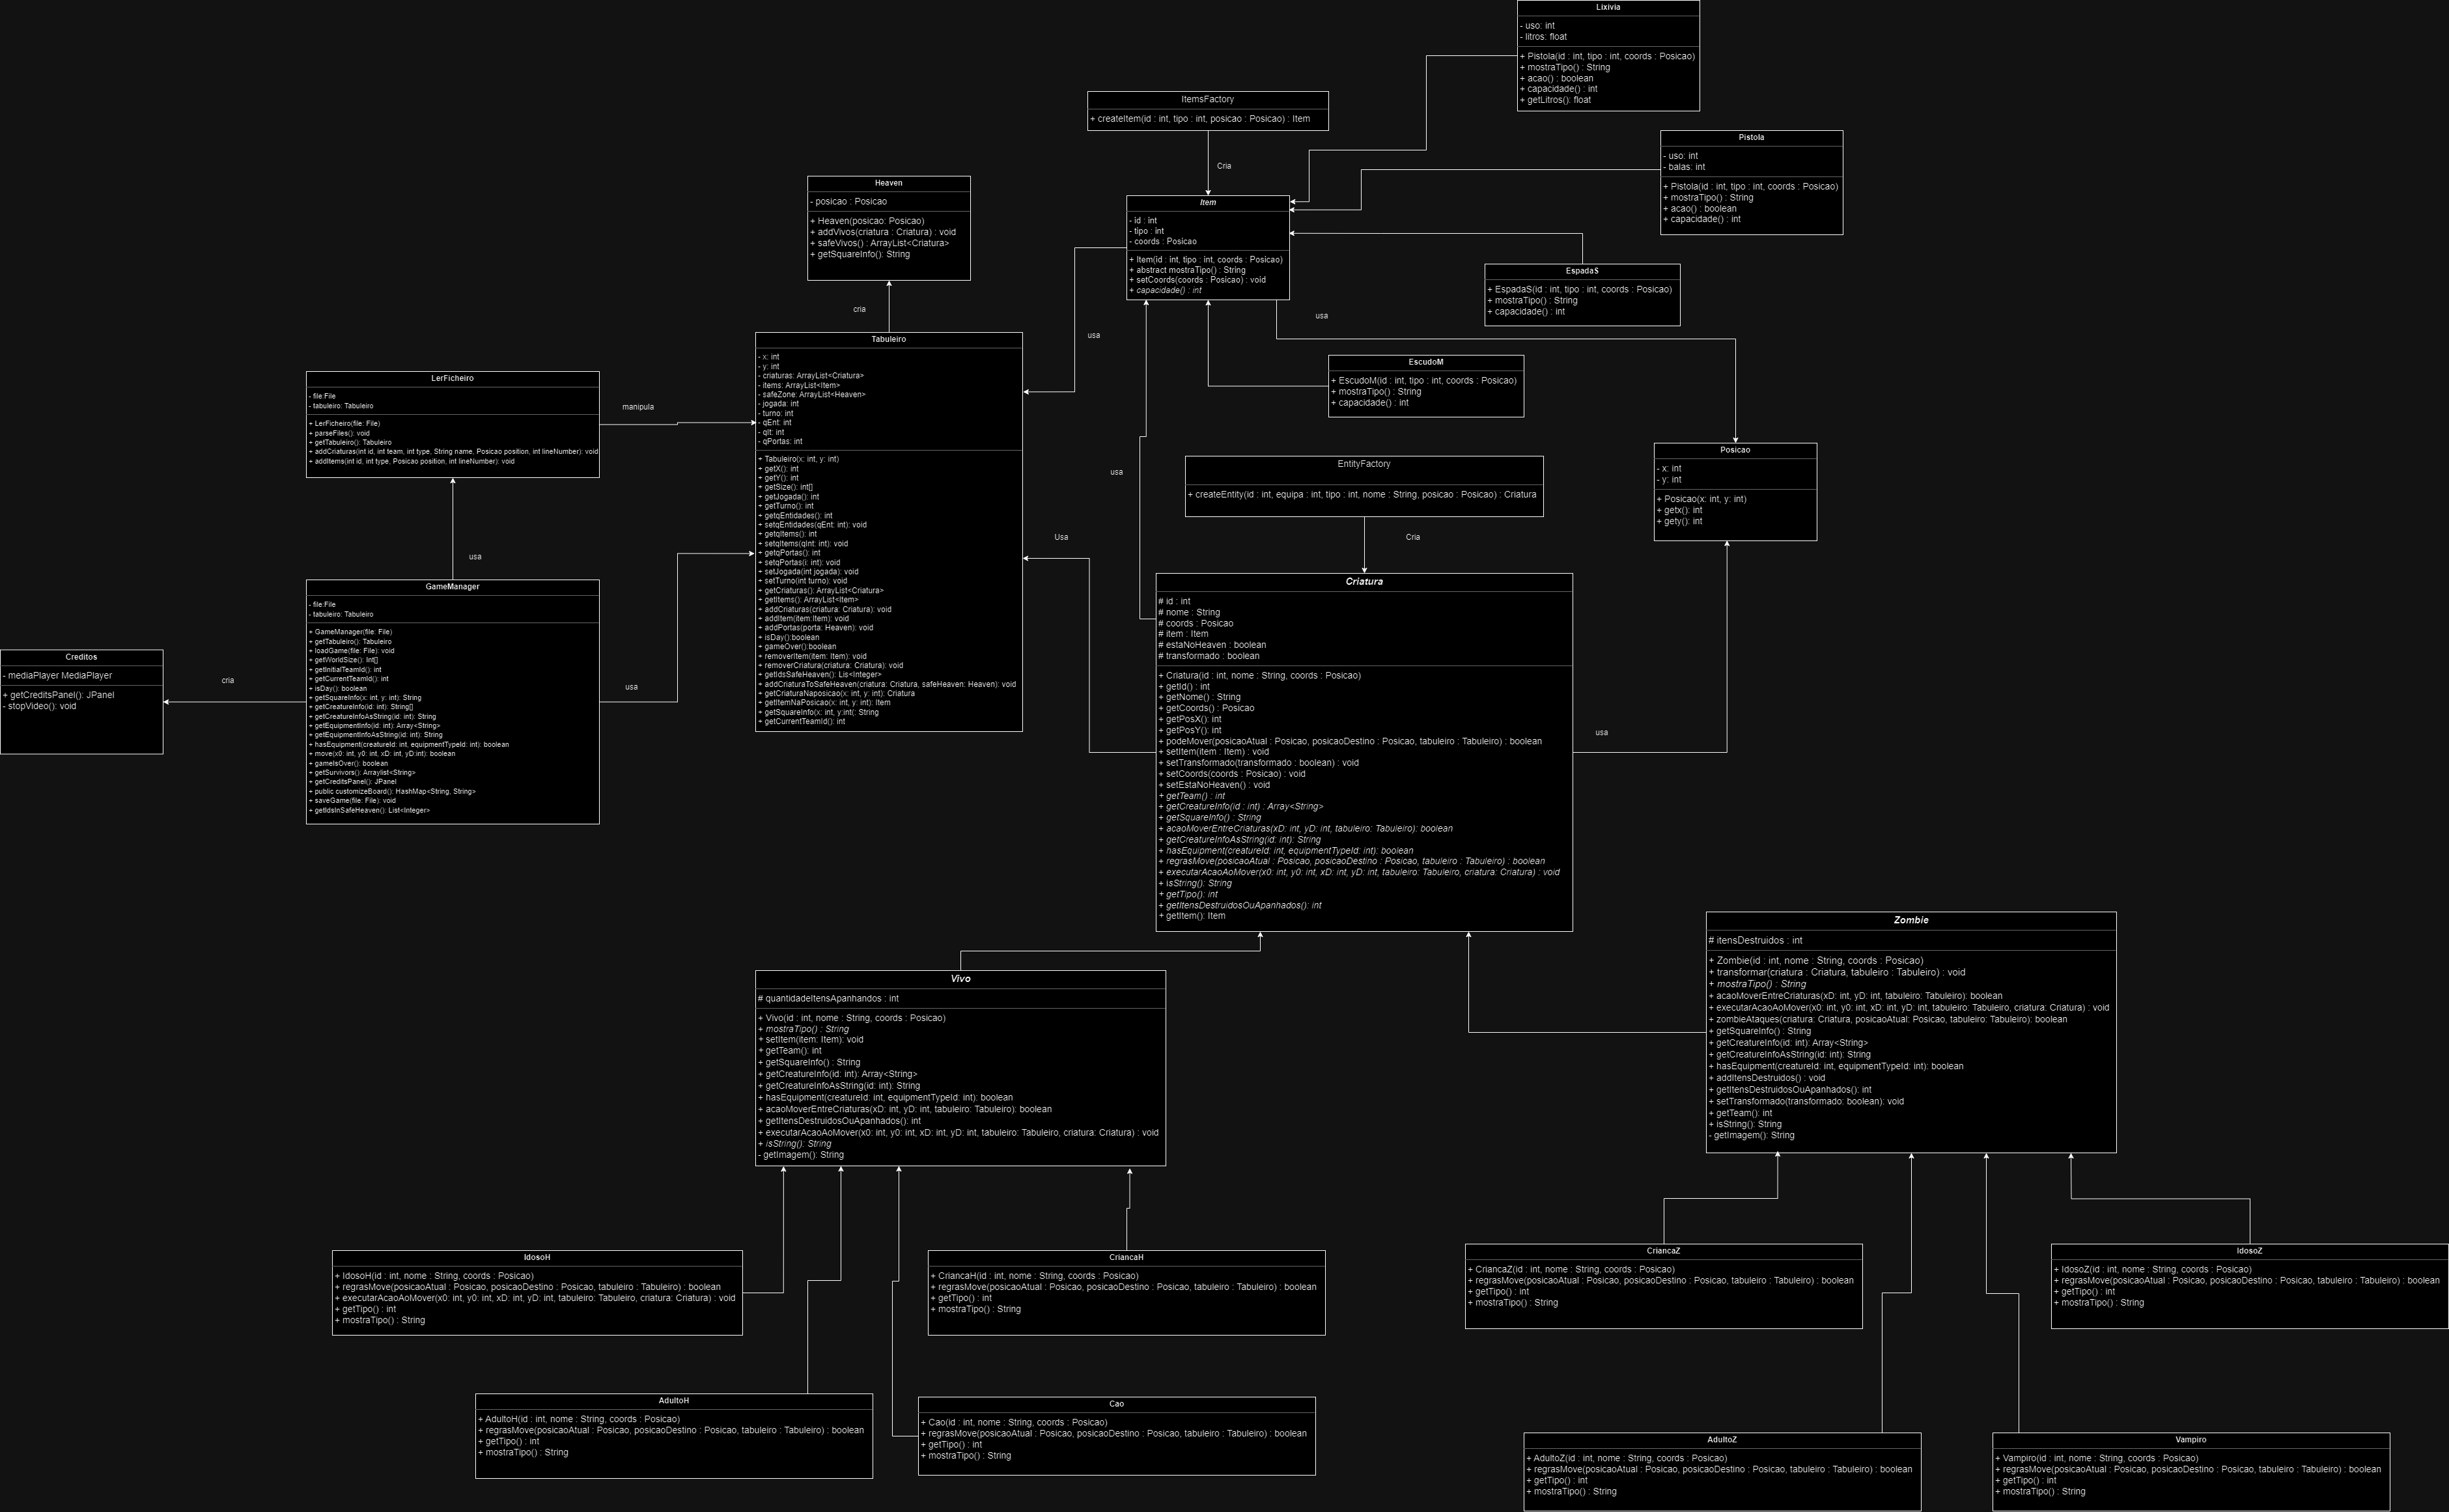 Lixivia
- uso: int
- litros: float
+ Pistola(id : int, tipo : int, coords : Posicao)
+ mostraTipo() : String
+ acao() : boolean
+ capacidade() : int
+ getLitros(): float
ItemsFactory
+ createItem(id : int, tipo : int, posicao : Posicao) : Item
Cria
Pistola
- uso: int
- balas: int
+ Pistola(id : int, tipo : int, coords : Posicao)
+ mostraTipo() : String
+ acao() : boolean
+ capacidade() : int
Heaven
- posicao : Posicao
+ Heaven(posicao: Posicao)
+ addVivos(criatura : Criatura) : void
+ safeVivos() : ArrayList<Criatura>
+ getSquareInfo(): String
cria
Item
- id : int
- tipo : int
- coords : Posicao
+ Item(id : int, tipo : int, coords : Posicao)
+ abstract mostraTipo() : String
+ setCoords(coords : Posicao) : void
+ capacidade() : int
usa
usa
usa
EspadaS
+ EspadaS(id : int, tipo : int, coords : Posicao)
+ mostraTipo() : String
+ capacidade() : int
EscudoM
+ EscudoM(id : int, tipo : int, coords : Posicao)
+ mostraTipo() : String
+ capacidade() : int
Tabuleiro
- x: int
- y: int
- criaturas: ArrayList<Criatura>
- items: ArrayList<Item>
- safeZone: ArrayList<Heaven>
- jogada: int
- turno: int
- qEnt: int
- qIt: int
- qPortas: int
+ Tabuleiro(x: int, y: int)
+ getX(): int
+ getY(): int
+ getSize(): int[]
+ getJogada(): int
+ getTurno(): int
+ getqEntidades(): int
+ setqEntidades(qEnt: int): void
+ getqItems(): int
+ setqItems(qInt: int): void
+ getqPortas(): int
+ setqPortas(i: int): void
+ setJogada(int jogada): void
+ setTurno(int turno): void
+ getCriaturas(): ArrayList<Criatura>
+ getItems(): ArrayList<Item>
+ addCriaturas(criatura: Criatura): void
+ addItem(item:Item): void
+ addPortas(porta: Heaven): void
+ isDay():boolean
+ gameOver():boolean
+ removerItem(item: Item): void
+ removerCriatura(criatura: Criatura): void
+ getIdsSafeHeaven(): Lis<Integer>
+ addCriaturaToSafeHeaven(criatura: Criatura, safeHeaven: Heaven): void
+ getCriaturaNaposicao(x: int, y: int): Criatura
+ getItemNaPosicao(x: int, y: int): Item
+ getSquareInfo(x: int, y:int(: String
+ getCurrentTeamId(): int
LerFicheiro
- file:File
- tabuleiro: Tabuleiro
+ LerFicheiro(file: File)
+ parseFiles(): void
+ getTabuleiro(): Tabuleiro
+ addCriaturas(int id, int team, int type, String name, Posicao position, int lineNumber): void
+ addItems(int id, int type, Posicao position, int lineNumber): void
manipula
usa
GameManager
- file:File
- tabuleiro: Tabuleiro
+ GameManager(file: File)
+ getTabuleiro(): Tabuleiro
+ loadGame(file: File): void
+ getWorldSize(): Int[]
+ getInitialTeamId(): int
+ getCurrentTeamId(): int
+ isDay(): boolean
+ getSquareInfo(x: int, y: int): String
+ getCreatureInfo(id: int): String[]
+ getCreatureInfoAsString(id: int): String
+ getEquipmentInfo(id: int): Array<String>
+ getEquipmentInfoAsString(id: int): String
+ hasEquipment(creatureId: int, equipmentTypeId: int): boolean
+ move(x0: int, y0: int, xD: int, yD:int): boolean
+ gameIsOver(): boolean
+ getSurvivors(): Arraylist<String>
+ getCreditsPanel(): JPanel
+ public customizeBoard(): HashMap<String, String>
+ saveGame(file: File): void
+ getIdsInSafeHeaven(): List<Integer>
usa
Creditos
- mediaPlayer MediaPlayer
+ getCreditsPanel(): JPanel
- stopVideo(): void
cria
EntityFactory
+ createEntity(id : int, equipa : int, tipo : int, nome : String, posicao : Posicao) : Criatura
Usa
Cria
Posicao
- x: int
- y: int
+ Posicao(x: int, y: int)
+ getx(): int
+ gety(): int
Criatura
# id : int
# nome : String
# coords : Posicao
# item : Item
# estaNoHeaven : boolean
# transformado : boolean
+ Criatura(id : int, nome : String, coords : Posicao)
+ getId() : int
+ getNome() : String
+ getCoords() : Posicao
+ getPosX(): int
+ getPosY(): int
+ podeMover(posicaoAtual : Posicao, posicaoDestino : Posicao, tabuleiro : Tabuleiro) : boolean
+ setItem(item : Item) : void
+ setTransformado(transformado : boolean) : void
+ setCoords(coords : Posicao) : void
+ setEstaNoHeaven() : void
+ getTeam() : int
+ getCreatureInfo(id : int) : Array<String>
+ getSquareInfo() : String
+ acaoMoverEntreCriaturas(xD: int, yD: int, tabuleiro: Tabuleiro): boolean
+ getCreatureInfoAsString(id: int): String
+ hasEquipment(creatureId: int, equipmentTypeId: int): boolean
+ regrasMove(posicaoAtual : Posicao, posicaoDestino : Posicao, tabuleiro : Tabuleiro) : boolean
+ executarAcaoAoMover(x0: int, y0: int, xD: int, yD: int, tabuleiro: Tabuleiro, criatura: Criatura) : void
+ isString(): String
+ getTipo(): int
+ getItensDestruidosOuApanhados(): int
+ getItem(): Item
usa
Vivo
# quantidadeItensApanhandos : int
+ Vivo(id : int, nome : String, coords : Posicao)
+ mostraTipo() : String
+ setItem(item: Item): void
+ getTeam(): int
+ getSquareInfo() : String
+ getCreatureInfo(id: int): Array<String>
+ getCreatureInfoAsString(id: int): String
+ hasEquipment(creatureId: int, equipmentTypeId: int): boolean
+ acaoMoverEntreCriaturas(xD: int, yD: int, tabuleiro: Tabuleiro): boolean
+ getItensDestruidosOuApanhados(): int
+ executarAcaoAoMover(x0: int, y0: int, xD: int, yD: int, tabuleiro: Tabuleiro, criatura: Criatura) : void
+ isString(): String
- getImagem(): String
Zombie
# itensDestruidos : int
+ Zombie(id : int, nome : String, coords : Posicao)
+ transformar(criatura : Criatura, tabuleiro : Tabuleiro) : void
+ mostraTipo() : String
+ acaoMoverEntreCriaturas(xD: int, yD: int, tabuleiro: Tabuleiro): boolean
+ executarAcaoAoMover(x0: int, y0: int, xD: int, yD: int, tabuleiro: Tabuleiro, criatura: Criatura) : void
+ zombieAtaques(criatura: Criatura, posicaoAtual: Posicao, tabuleiro: Tabuleiro): boolean
+ getSquareInfo() : String
+ getCreatureInfo(id: int): Array<String>
+ getCreatureInfoAsString(id: int): String
+ hasEquipment(creatureId: int, equipmentTypeId: int): boolean
+ addItensDestruidos() : void
+ getItensDestruidosOuApanhados(): int
+ setTransformado(transformado: boolean): void
+ getTeam(): int
+ isString(): String
- getImagem(): String
IdosoH
+ IdosoH(id : int, nome : String, coords : Posicao)
+ regrasMove(posicaoAtual : Posicao, posicaoDestino : Posicao, tabuleiro : Tabuleiro) : boolean
+ executarAcaoAoMover(x0: int, y0: int, xD: int, yD: int, tabuleiro: Tabuleiro, criatura: Criatura) : void
+ getTipo() : int
+ mostraTipo() : String
CriancaH
+ CriancaH(id : int, nome : String, coords : Posicao)
+ regrasMove(posicaoAtual : Posicao, posicaoDestino : Posicao, tabuleiro : Tabuleiro) : boolean
+ getTipo() : int
+ mostraTipo() : String
CriancaZ
+ CriancaZ(id : int, nome : String, coords : Posicao)
+ regrasMove(posicaoAtual : Posicao, posicaoDestino : Posicao, tabuleiro : Tabuleiro) : boolean
+ getTipo() : int
+ mostraTipo() : String
IdosoZ
+ IdosoZ(id : int, nome : String, coords : Posicao)
+ regrasMove(posicaoAtual : Posicao, posicaoDestino : Posicao, tabuleiro : Tabuleiro) : boolean
+ getTipo() : int
+ mostraTipo() : String
AdultoH
+ AdultoH(id : int, nome : String, coords : Posicao)
+ regrasMove(posicaoAtual : Posicao, posicaoDestino : Posicao, tabuleiro : Tabuleiro) : boolean
+ getTipo() : int
+ mostraTipo() : String
Cao
+ Cao(id : int, nome : String, coords : Posicao)
+ regrasMove(posicaoAtual : Posicao, posicaoDestino : Posicao, tabuleiro : Tabuleiro) : boolean
+ getTipo() : int
+ mostraTipo() : String
AdultoZ
+ AdultoZ(id : int, nome : String, coords : Posicao)
+ regrasMove(posicaoAtual : Posicao, posicaoDestino : Posicao, tabuleiro : Tabuleiro) : boolean
+ getTipo() : int
+ mostraTipo() : String
Vampiro
+ Vampiro(id : int, nome : String, coords : Posicao)
+ regrasMove(posicaoAtual : Posicao, posicaoDestino : Posicao, tabuleiro : Tabuleiro) : boolean
+ getTipo() : int
+ mostraTipo() : String